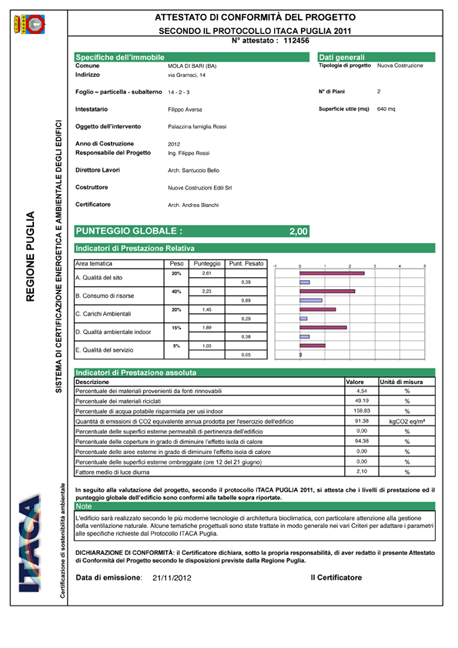 ATTESTATO DI CONFORMITÀ DEL PROGETTO
SECONDO IL PROTOCOLLO ITACA PUGLIA 2011
N° attestato : 112456
REGIONE PUGLIA
SISTEMA DI CERTIFICAZIONE ENERGETICA E AMBIENTALE DEGLI EDIFICI
Specifiche dell'immobile
Dati generali
Comune MOLA DI BARI (BA)
Tipologia di progetto Nuova Costruzione
Indirizzo via Gramsci, 14
Foglio – particella - subalterno 14 - 2 - 3
N° di Piani 2
Intestatario Filippo Aversa
Superficie utile (mq) 640 mq
Oggetto dell'intervento Palazzina famiglia Rossi
Anno di Costruzione 2012
Responsabile del Progetto Ing. Filippo Rossi
Direttore Lavori Arch. Santuccio Bello
Costruttore Nuove Costruzioni Edili Srl
Certificatore Arch. Andrea Bianchi
PUNTEGGIO GLOBALE : 2,00
Indicatori di Prestazione Relativa
Area tematica Peso Punteggio Punt. Pesato
-1 0 1 2 3 4 5
A. Qualità del sito 20% 2,61 0,39
B. Consumo di risorse 40% 2,23 0,89
C. Carichi Ambientali 20% 1,45 0,29
D. Qualità ambientale indoor 15% 1,89 0,38
E. Qualità del servizio 5% 1,03 0,05
Indicatori di Prestazione assoluta
Descrizione Valore Unità di misura
Percentuale dei materiali provenienti da fonti rinnovabili 4,54 %
Percentuale dei materiali riciclati 49.19 %
Percentuale di acqua potabile risparmiata per usi indoor %
Quantità di emissioni di CO2 equivalente annua prodotta per l'esercizio dell'edificio 91.38 kgCO2 eq/m²
Percentuale delle superfici esterne permeabili di pertinenza dell'edificio 0,00 %
Percentuale delle coperture in grado di diminuire l'effetto isola di calore 94,38 %
Percentuale delle aree esterne in grado di diminuire l'effetto isola di calore 0,00 %
Percentuale delle superfici esterne ombreggiate (ore 12 del 21 giugno) 0,00 %
Fattore medio di luce diurna 2,10 %
In seguito alla valutazione del progetto, secondo il protocollo ITACA PUGLIA 2011, si attesta che i livelli di prestazione ed il
punteggio globale dell'edificio sono conformi alle tabelle sopra riportate.
Note
L'edificio sarà realizzato secondo le più moderne tecnologie di architettura bioclimatica, con particolare attenzione alla gestione
della ventilazione naturale. Alcune tematiche progettuali sono state trattate in modo generale nei vari Criteri per adattare i parametri
alle specifiche richieste dal Protocollo ITACA Puglia.
DICHIARAZIONE DI CONFORMITÀ: il Certificatore dichiara, sotto la propria responsabilità, di aver redatto il presente Attestato
di Conformità del Progetto secondo le disposizioni previste dalla Regione Puglia.
Data di emissione: 21/11/2012
Il Certificatore
ITACA
Certificazione di sostenibilità ambientale